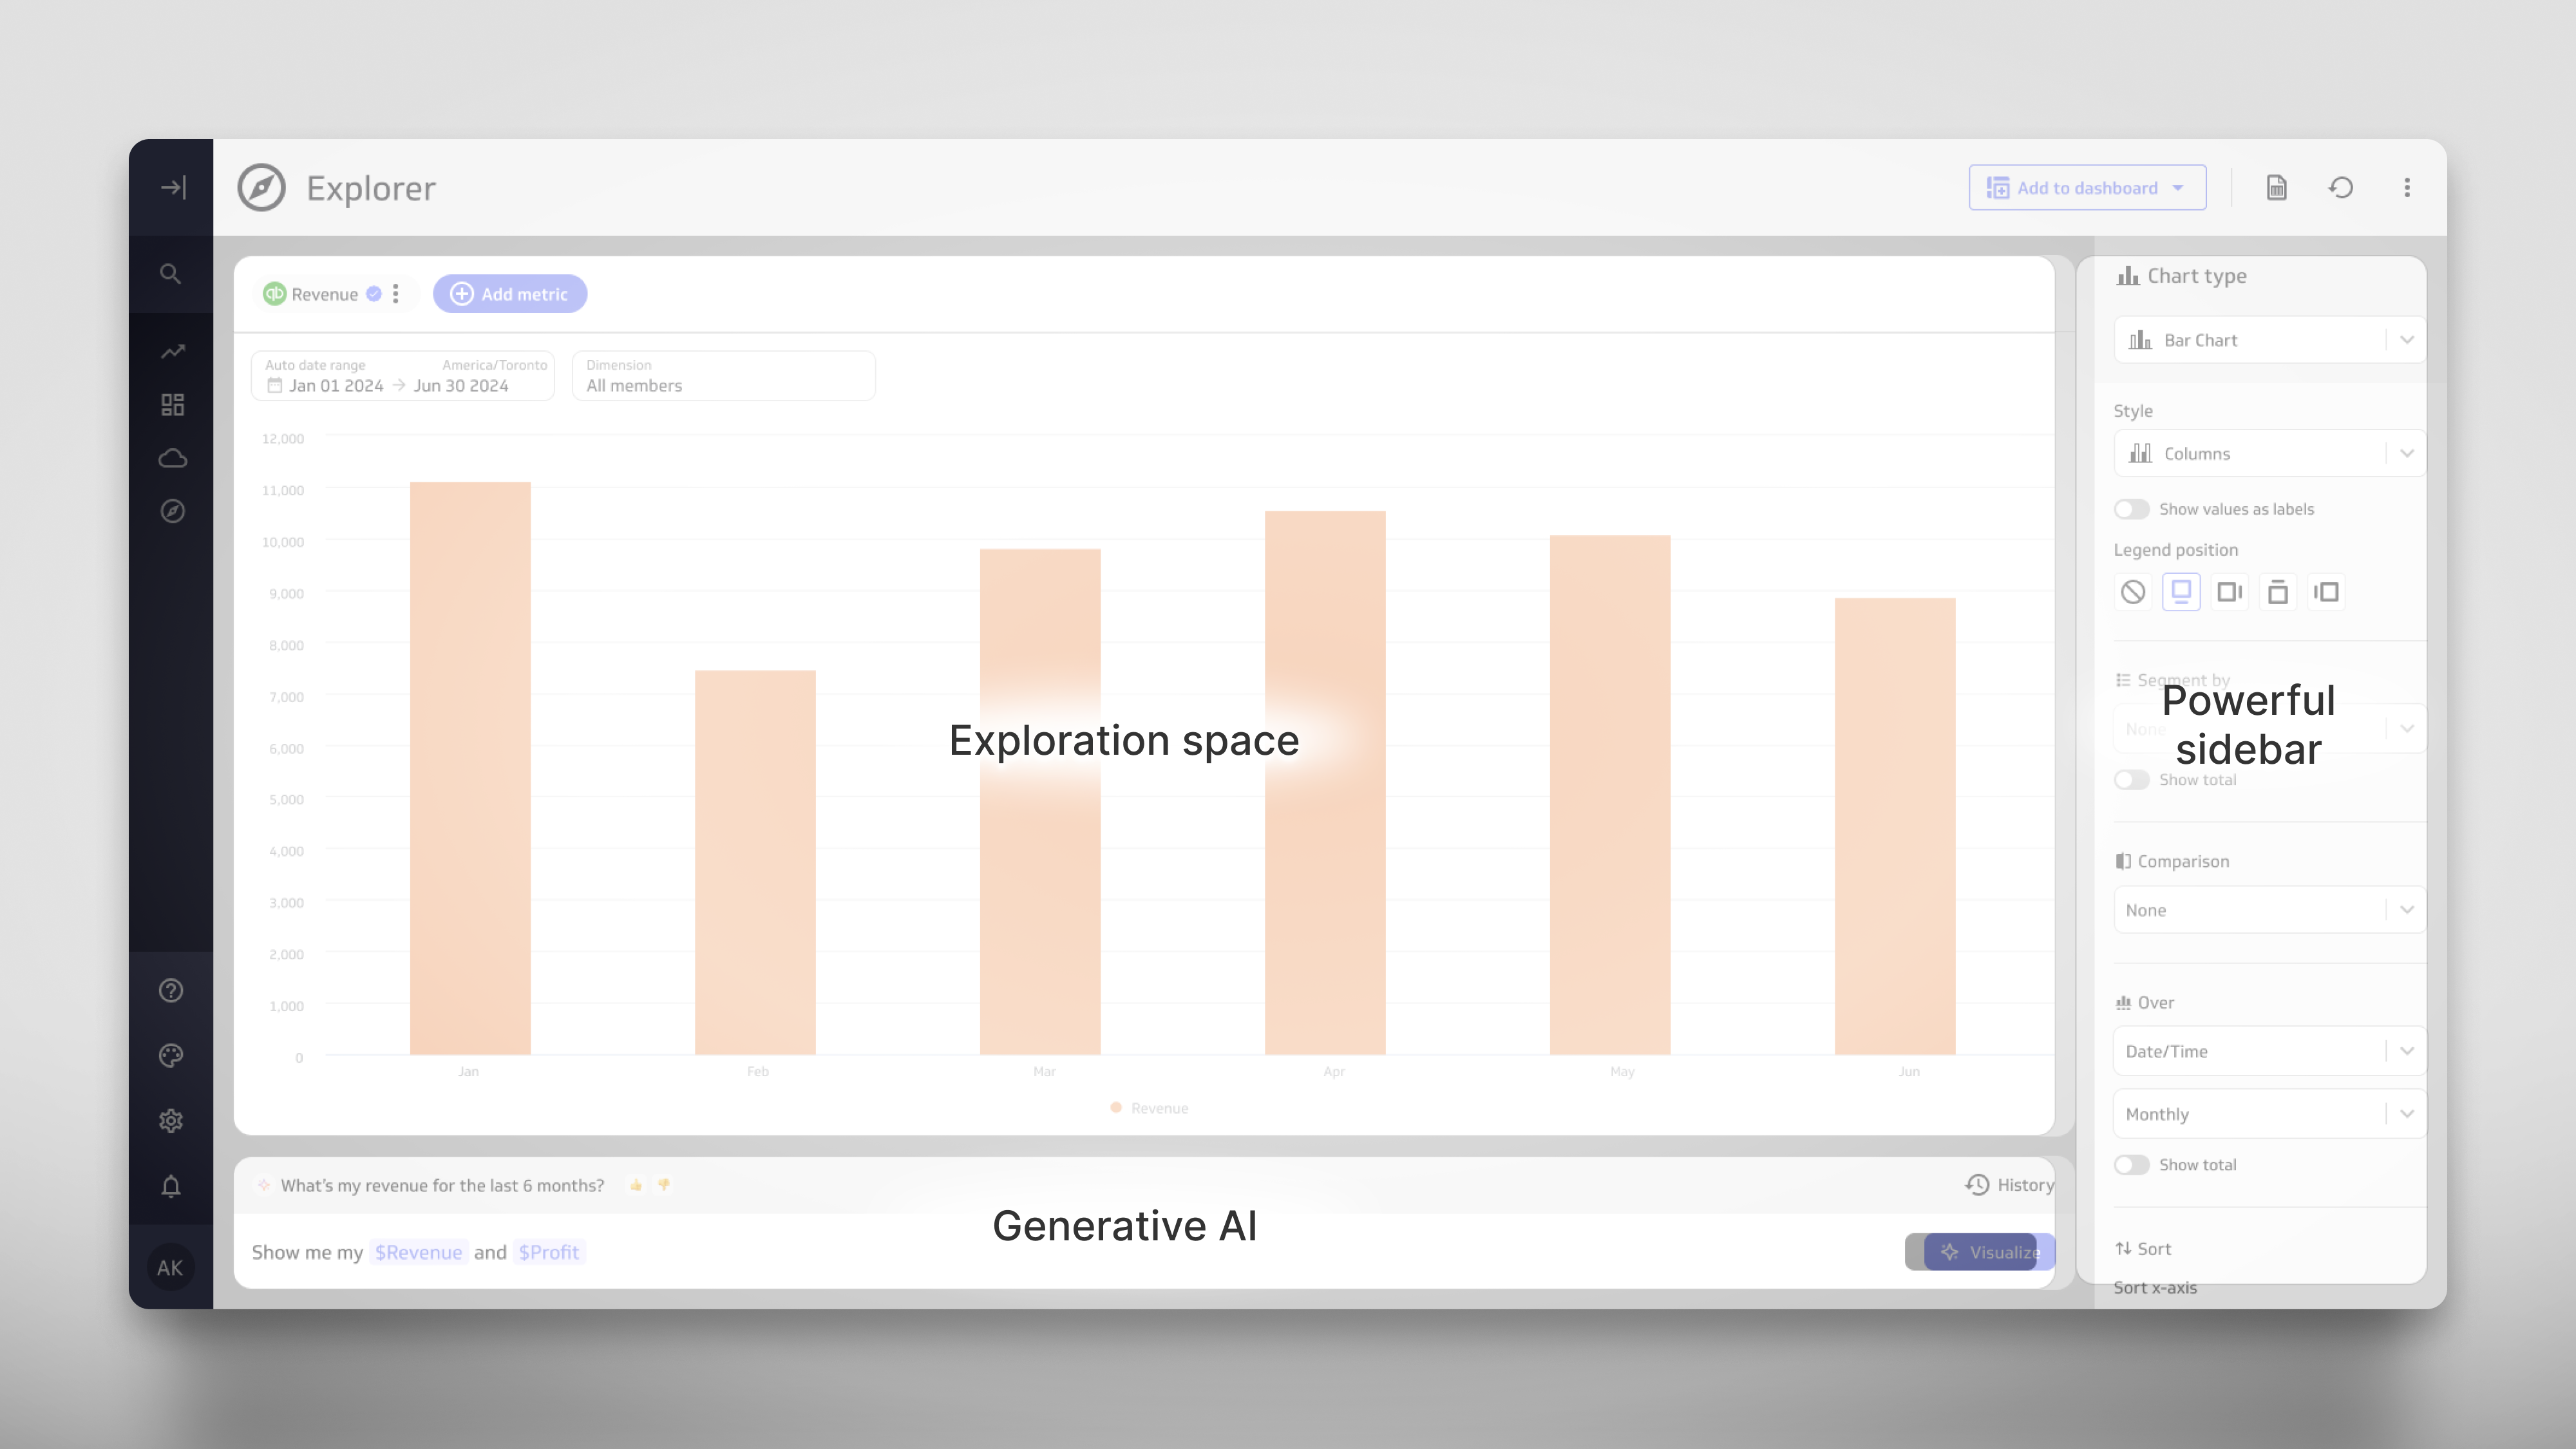 Explorer
Add to dashboard
qb Revenue
Add metric
Auto date range America/Toronto
Jan 01 2024 → Jun 30 2024
Dimension
All members
12,000
11,000
10,000
9,000
8,000
7,000
6,000
5,000
4,000
3,000
2,000
1,000
0
Jan Feb Mar Apr May Jun
Revenue
Exploration space
What's my revenue for the last 6 months?
History
Generative AI
Show me my $Revenue and $Profit
Visualize
AK
Chart type
Bar Chart
Style
Columns
Show values as labels
Legend position
Segment by
None
Powerful
sidebar
Show total
Comparison
None
Over
Date/Time
Monthly
Show total
Sort
Sort x-axis